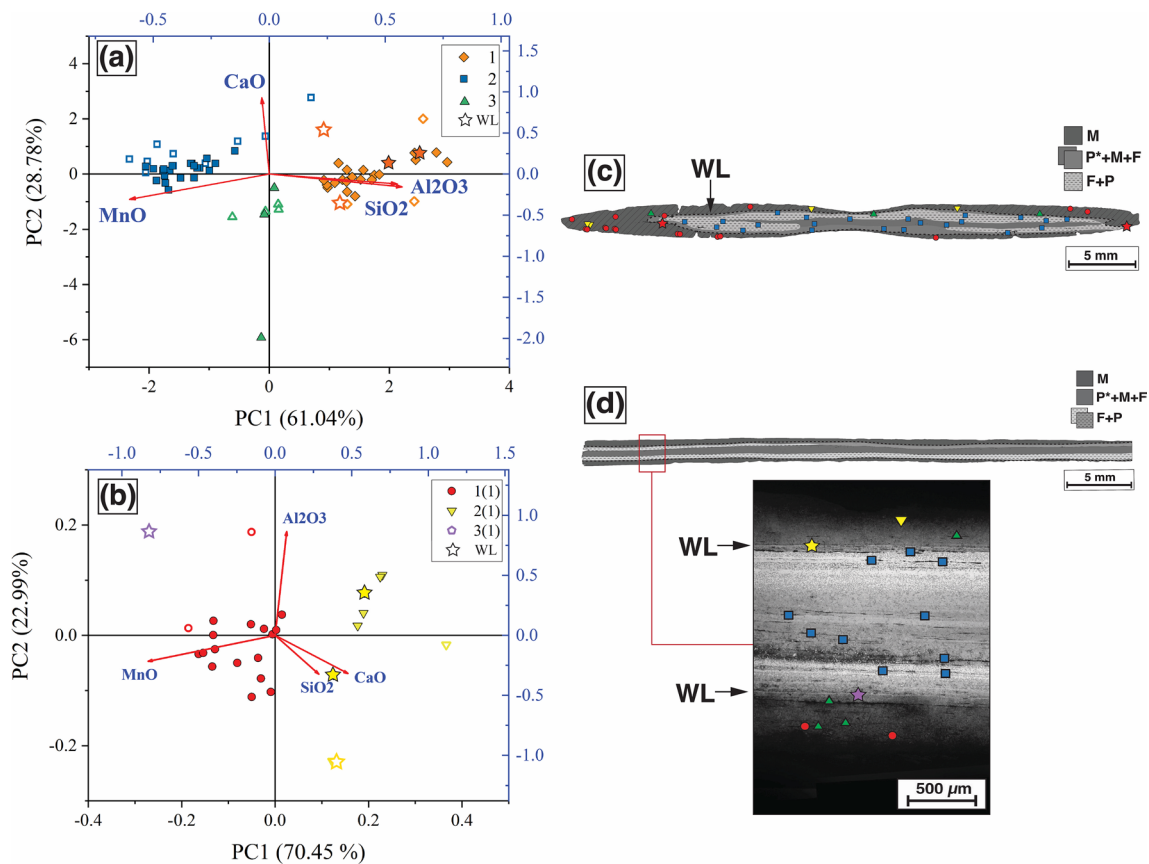 -0.5 0.0 0.5 1.0
(a)
CaO
MnO
Al2O3
SiO2
1
2
3
WL
4
2
0
-2
-4
-6
1.5
1.0
0.5
0.0
-0.5
-1.0
-1.5
-2.0
PC2 (28.78%)
-2 0 2 4
PC1 (61.04%)
-1.0 -0.5 0.0 0.5 1.0 1.5
(b)
Al2O3
MnO
SiO2
CaO
1(1)
2(1)
3(1)
WL
0.2
0.0
-0.2
1.0
0.5
0.0
-0.5
-1.0
PC2 (22.99%)
-0.4 -0.2 0.0 0.2 0.4
PC1 (70.45 %)
(c)
WL
M
P*+M+F
F+P
5 mm
(d)
M
P*+M+F
F+P
5 mm
WL
WL
500 µm